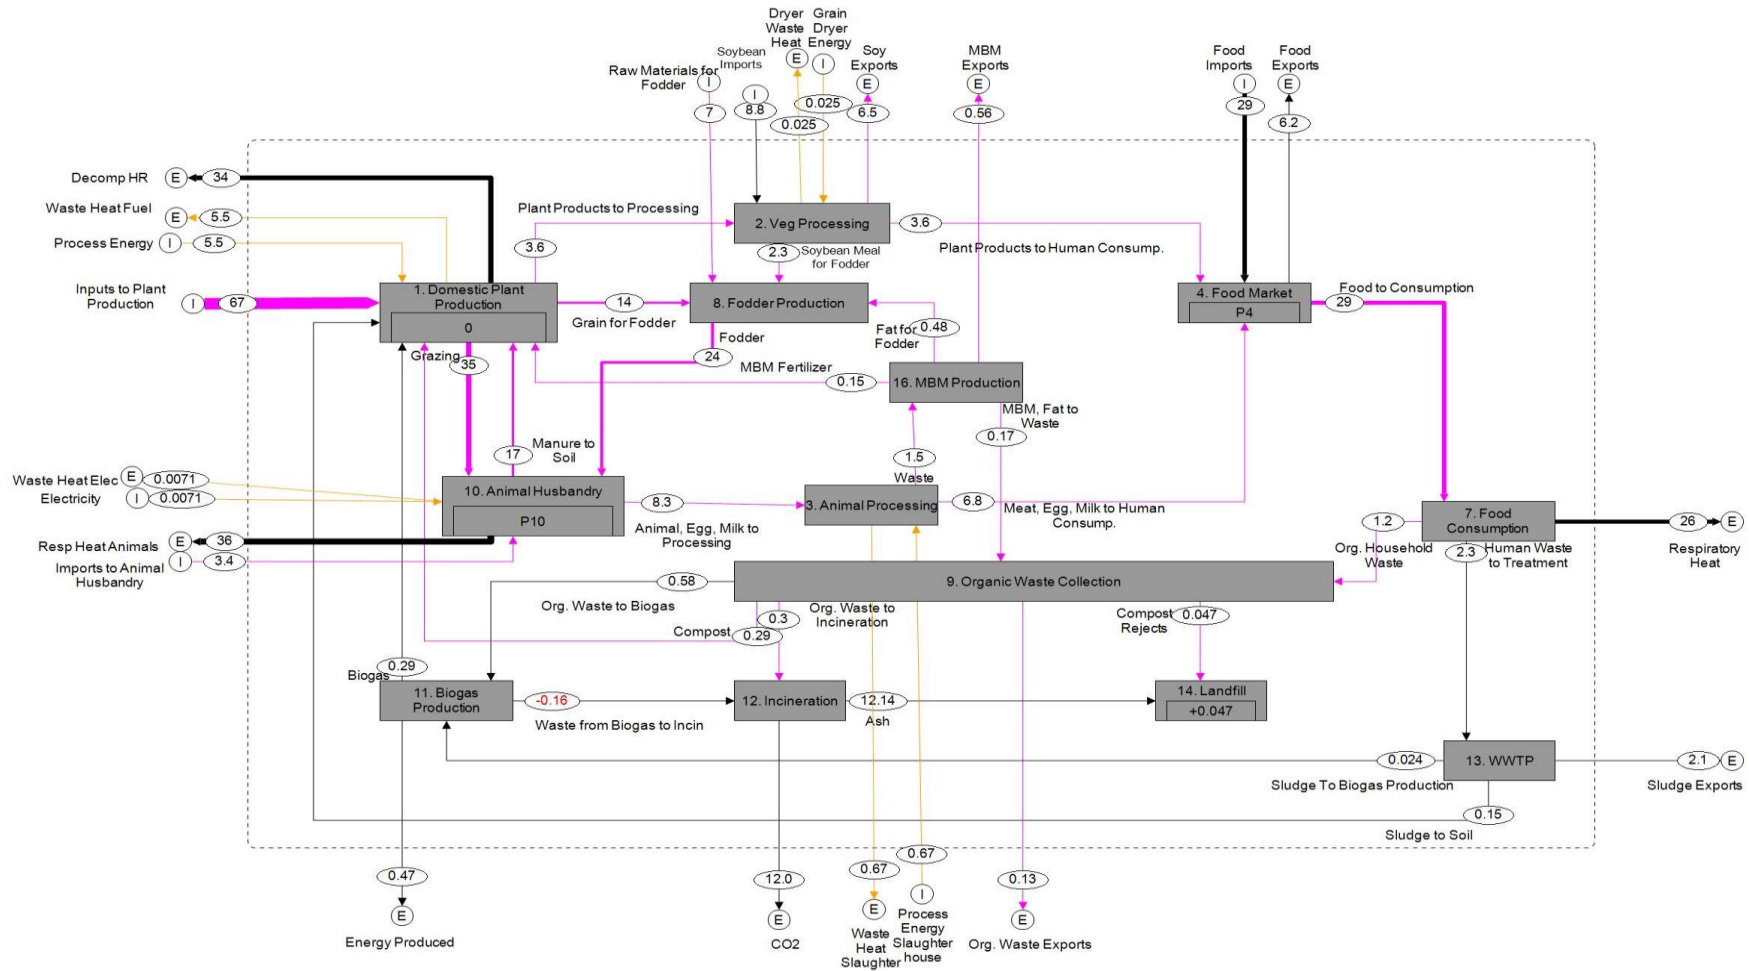 Dryer
Waste
Heat
Grain
Dryer
Energy
Soybean
Imports
Soy
Exports
MBM
Exports
Food
Imports
Food
Exports
Raw Materials for
Fodder
I
I
E
I
E
E
I
E
7
8.8
0.025
0.025
6.5
0.56
29
6.2
Decomp HR
E
34
Waste Heat Fuel
E
5.5
Process Energy
I
5.5
Inputs to Plant
Production
I
67
Plant Products to Processing
3.6
2. Veg Processing
3.6
Plant Products to Human Consump.
2.3
Soybean Meal
for Fodder
1. Domestic Plant
Production
0
14
Grain for Fodder
8. Fodder Production
4. Food Market
P4
29
Food to Consumption
Grazing
35
Fodder
24
Fat for
Fodder
0.48
MBM Fertilizer
0.15
16. MBM Production
MBM, Fat to
Waste
0.17
Manure to
Soil
17
1.5
Waste
Waste Heat Elec
E
0.0071
Electricity
I
0.0071
10. Animal Husbandry
P10
8.3
Animal, Egg, Milk to
Processing
3. Animal Processing
6.8
Meat, Egg, Milk to Human
Consump.
7. Food
Consumption
1.2
Org. Household
Waste
2.3
Human Waste
to Treatment
26
E
Respiratory
Heat
Resp Heat Animals
E
36
Imports to Animal
Husbandry
I
3.4
9. Organic Waste Collection
0.58
Org. Waste to Biogas
0.3
0.29
Compost
Org. Waste to
Incineration
Compost
Rejects
0.047
Biogas
0.29
11. Biogas
Production
-0.16
Waste from Biogas to Incin
12. Incineration
12.14
Ash
14. Landfill
+0.047
13. WWTP
0.024
Sludge To Biogas Production
2.1
E
Sludge Exports
0.15
Sludge to Soil
0.47
E
Energy Produced
12.0
E
CO2
0.67
E
Waste
Heat
Slaughter
0.67
I
Process
Energy
Slaughter
house
0.13
E
Org. Waste Exports